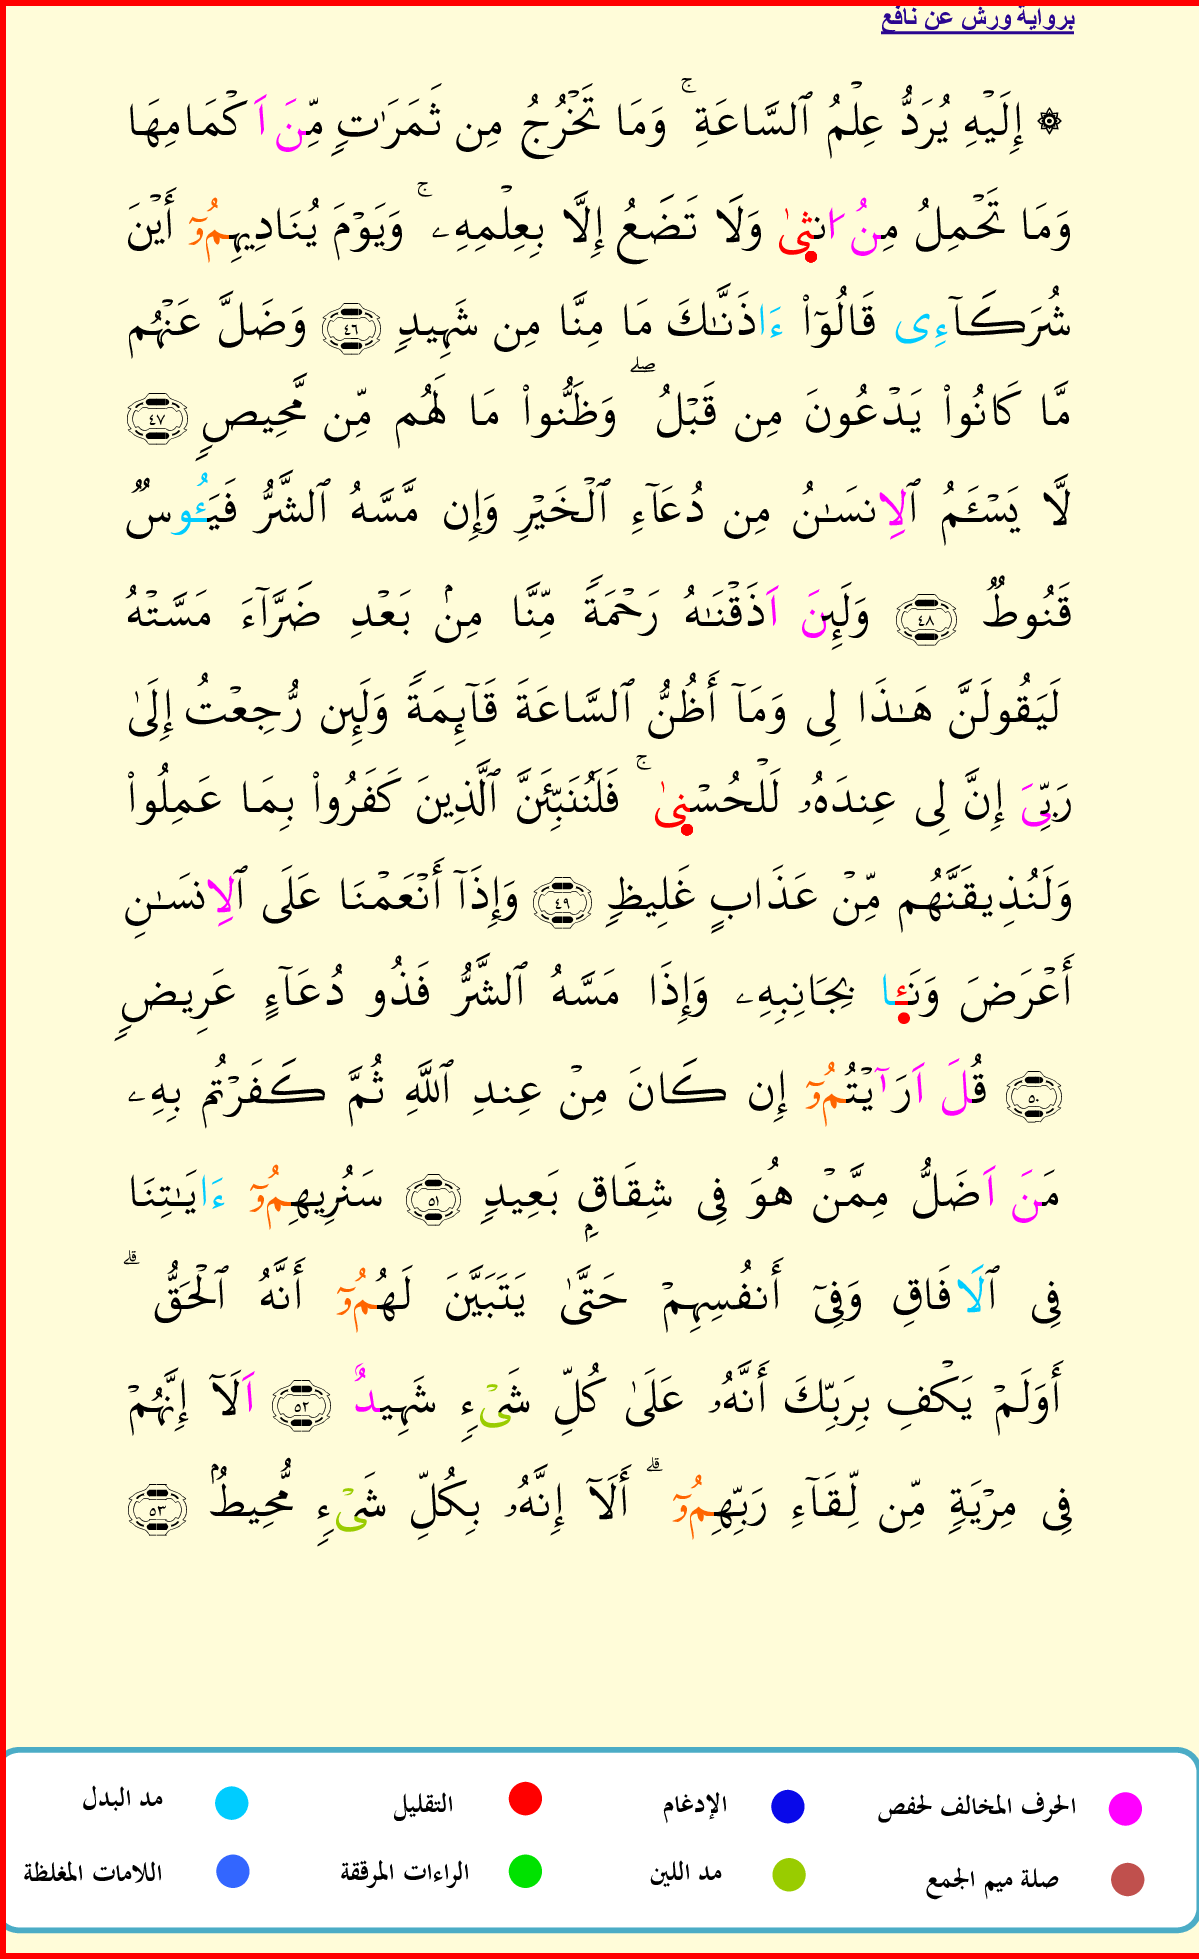 برواية ورش عن نافع
۞ إِلَيْهِ يُرَدُّ عِلْمُ ٱلسَّاعَةِ ۚ وَمَا تَخْرُجُ مِن ثَمَرَٰتٍ مِّنَ اَكْمَامِهَا
وَمَا تَحْمِلُ مِنُ ا۟نث۪يٰ وَلَا تَضَعُ إِلَّا بِعِلْمِهِۦ ۚ وَيَوْمَ يُنَادِيهِمُۥٓ أَيْنَ
شُرَكَآءِى قَالُوٓا۟ ءَاذَنَّـٰكَ مَا مِنَّا مِن شَهِيدٍ ٤٦ وَضَلَّ عَنْهُم
مَّا كَانُوا۟ يَدْعُونَ مِن قَبْلُ ۖ وَظَنُّوا۟ مَا لَهُم مِّن مَّحِيصٍ ٤٧
لَّا يَسْـَٔمُ ٱلِانسَـٰنُ مِن دُعَآءِ ٱلْخَيْرِ وَإِن مَّسَّهُ ٱلشَّرُّ فَيَـُٔوسٌ
قَنُوطٌ ٤٨ وَلَئِنَ اَذَقْنَـٰهُ رَحْمَةً مِّنَّا مِنۢ بَعْدِ ضَرَّآءَ مَسَّتْهُ
لَيَقُولَنَّ هَـٰذَا لِى وَمَآ أَظُنُّ ٱلسَّاعَةَ قَآئِمَةً وَلَئِن رُّجِعْتُ إِلَىٰ
رَبِّىَ إِنَّ لِى عِندَهُۥ لَلْحُسْن۪يٰ ۚ فَلَنُنَبِّئَنَّ ٱلَّذِينَ كَفَرُوا۟ بِمَا عَمِلُوا۟
وَلَنُذِيقَنَّهُم مِّنْ عَذَابٍ غَلِيظٍ ٤٩ وَإِذَآ أَنْعَمْنَا عَلَى ٱلِانسَـٰنِ
أَعْرَضَ وَنَـ۪ٔا بِجَانِبِهِۦ وَإِذَا مَسَّهُ ٱلشَّرُّ فَذُو دُعَآءٍ عَرِيضٍ
٥٠ قُلَ اَرَآيْتُمُۥٓ إِن كَانَ مِنْ عِندِ ٱللَّهِ ثُمَّ كَفَرْتُم بِهِۦ
مَنَ اَضَلُّ مِمَّنْ هُوَ فِى شِقَاقٍۭ بَعِيدٍ ٥١ سَنُرِيهِمُۥٓ ءَايَـٰتِنَا
فِى ٱلَافَاقِ وَفِىٓ أَنفُسِهِمْ حَتَّىٰ يَتَبَيَّنَ لَهُمُۥٓ أَنَّهُ ٱلْحَقُّ ۗ
أَوَلَمْ يَكْفِ بِرَبِّكَ أَنَّهُۥ عَلَىٰ كُلِّ شَىْءٍ شَهِيدٌ ٥٢ اَلَآ إِنَّهُمْ
فِى مِرْيَةٍ مِّن لِّقَآءِ رَبِّهِمُۥٓ ۗ أَلَآ إِنَّهُۥ بِكُلِّ شَىْءٍ مُّحِيطٌۢ ٥٣
الحرف المخالف لحفص الإدغام التقليل مد البدل
صلة ميم الجمع مد اللين الراءات المرققة اللامات المغلظة